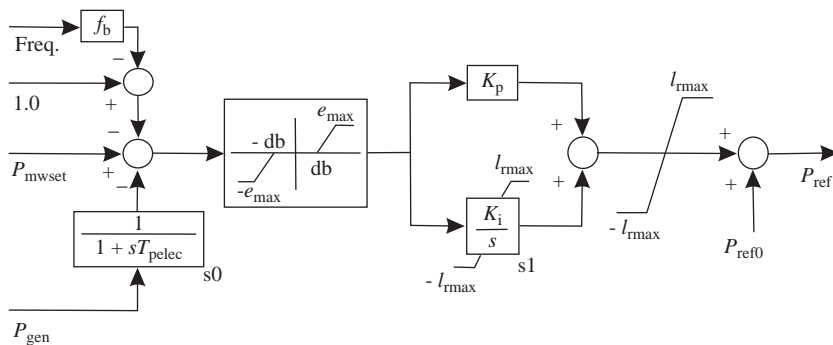 f_b
Freq.
−
1.0
+
−
P_mwset
+
−
1
1 + sT_pelec
s0
P_gen
- db
e_max
-e_max
db
K_p
l_rmax
K_i
s
- l_rmax
s1
+
+
l_rmax
- l_rmax
+
+
P_ref
P_ref0